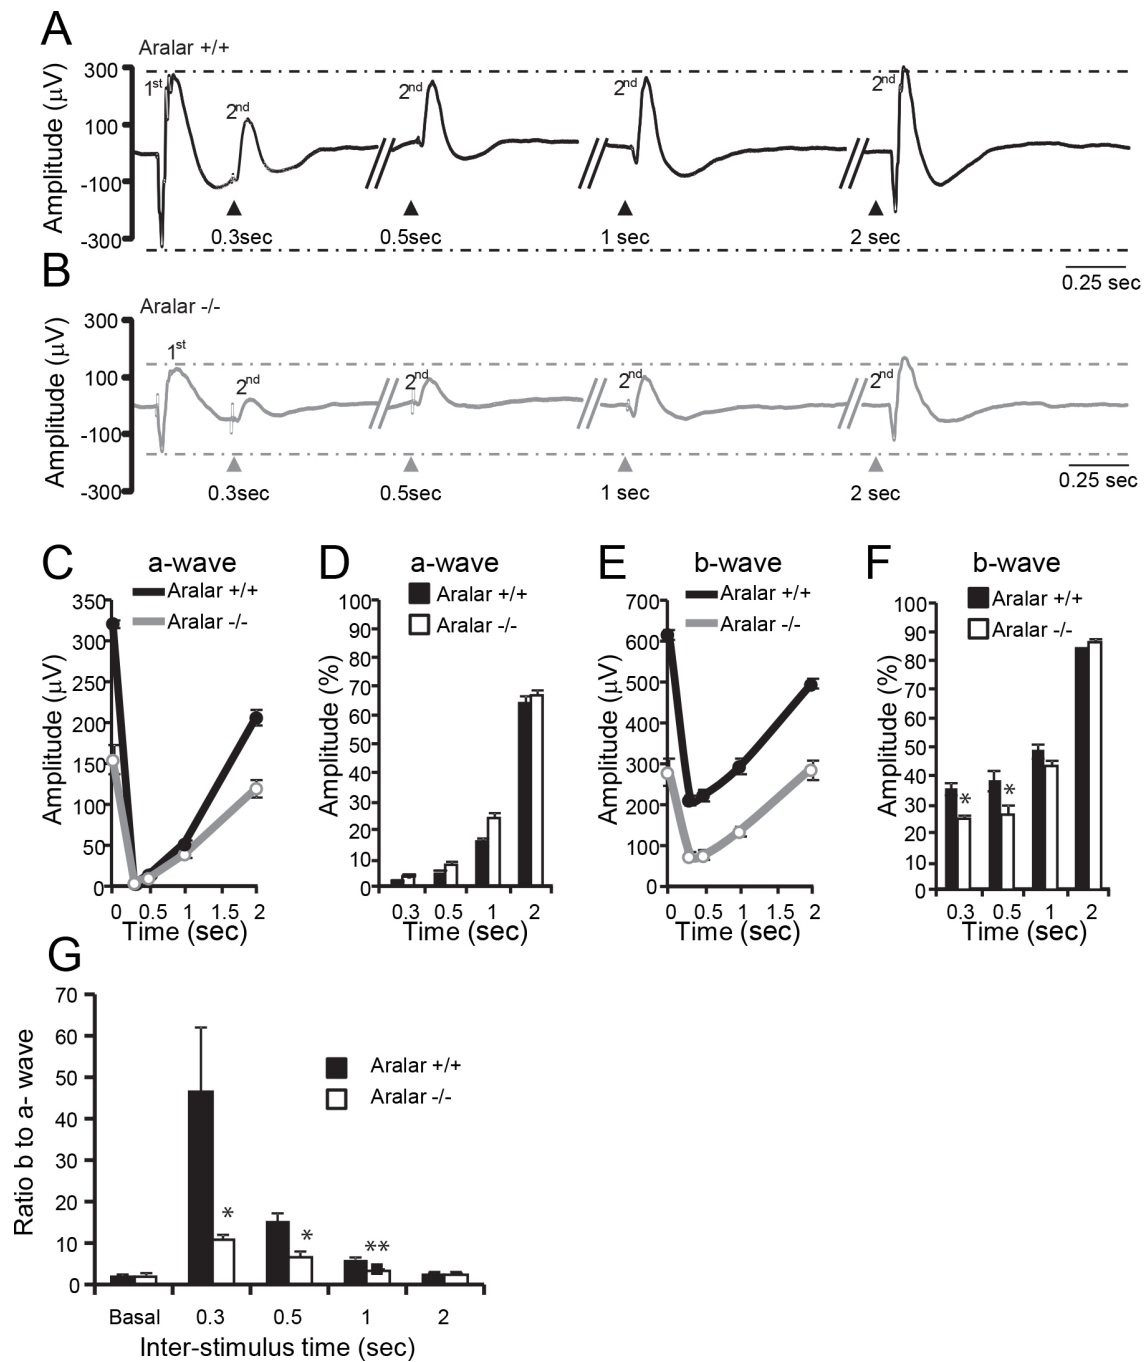 A
Aralar +/+
Amplitude (µV)
300
100
-100
-300
1st
2nd
2nd
2nd
2nd
0.3sec
0.5sec
1 sec
2 sec
0.25 sec
B
Aralar -/-
Amplitude (µV)
300
100
-100
-300
1st
2nd
2nd
2nd
2nd
0.3sec
0.5sec
1 sec
2 sec
0.25 sec
C
a-wave
Aralar +/+
Aralar -/-
Amplitude (µV)
350
300
250
200
150
100
50
0
0 0.5 1 1.5 2
Time (sec)
D
a-wave
Aralar +/+
Aralar -/-
Amplitude (%)
100
90
80
70
60
50
40
30
20
10
0
0.3 0.5 1 2
Time (sec)
E
b-wave
Aralar +/+
Aralar -/-
Amplitude (µV)
700
600
500
400
300
200
100
0
0 0.5 1 1.5 2
Time (sec)
F
b-wave
Aralar +/+
Aralar -/-
Amplitude (%)
100
90
80
70
60
50
40
30
20
10
0
* *
0.3 0.5 1 2
Time (sec)
G
Ratio b to a- wave
70
60
50
40
30
20
10
0
Aralar +/+
Aralar -/-
* * **
Basal 0.3 0.5 1 2
Inter-stimulus time (sec)